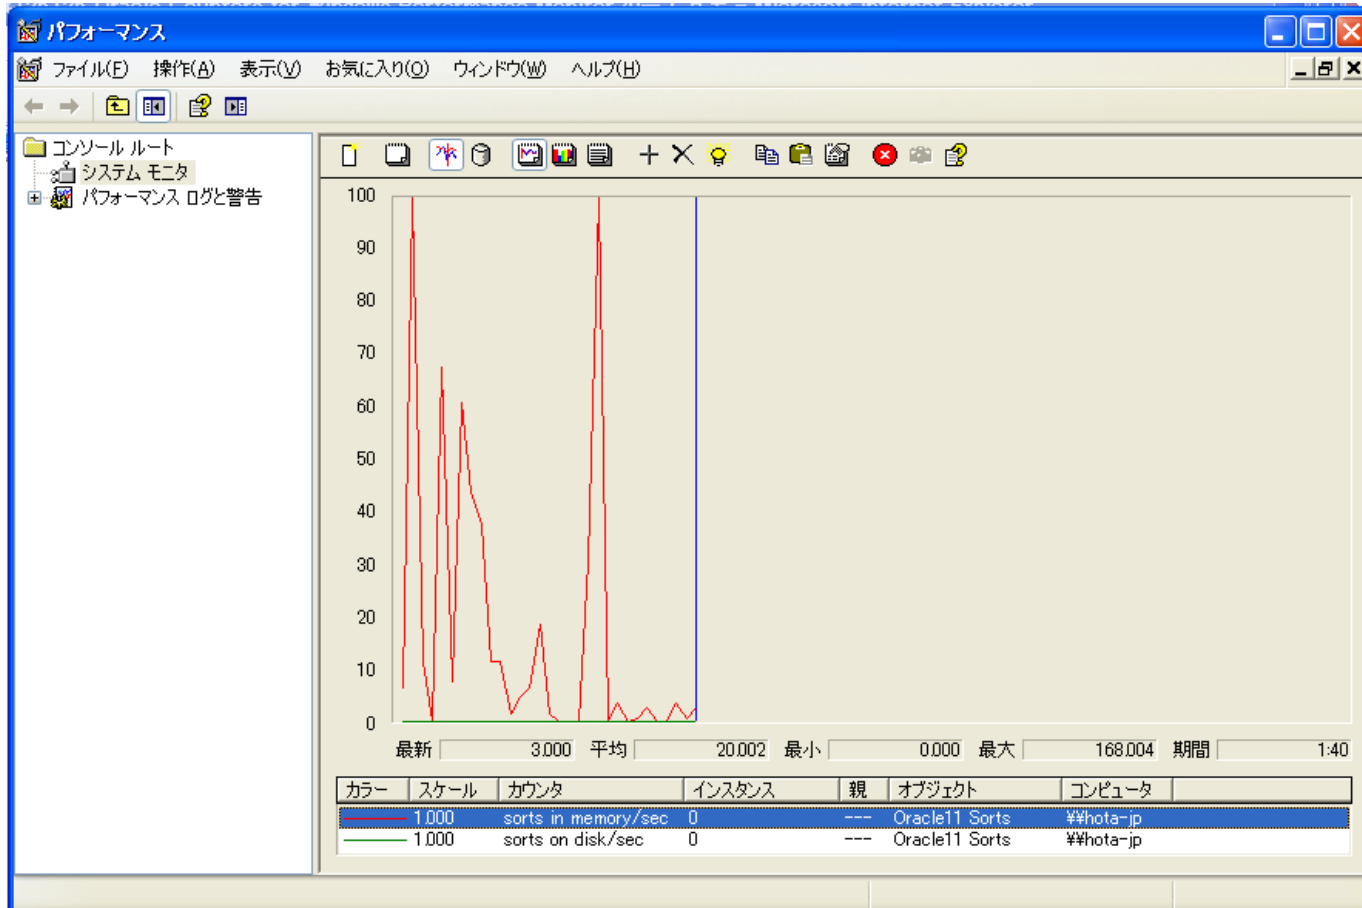 パフォーマンス
ファイル(F) 操作(A) 表示(V) お気に入り(O) ウィンドウ(W) ヘルプ(H)
コンソール ルート
システム モニタ
パフォーマンス ログと警告
100
90
80
70
60
50
40
30
20
10
0
最新 3.000 平均 20.002 最小 0.000 最大 168.004 期間 1:40
カラー スケール カウンタ インスタンス 親 オブジェクト コンピュータ
1.000 sorts in memory/sec 0 --- Oracle11 Sorts ¥¥hota-jp
1.000 sorts on disk/sec 0 --- Oracle11 Sorts ¥¥hota-jp